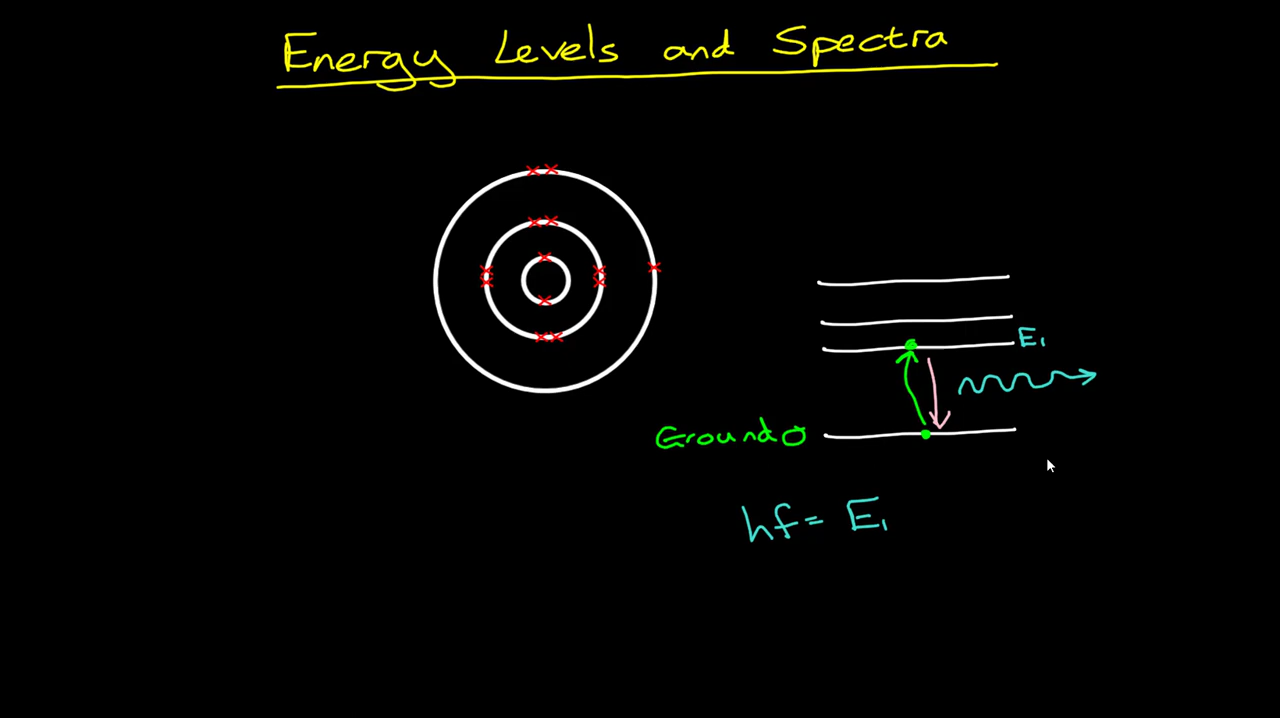 Energy Levels and Spectra
E₁
Ground 0
hf = E₁